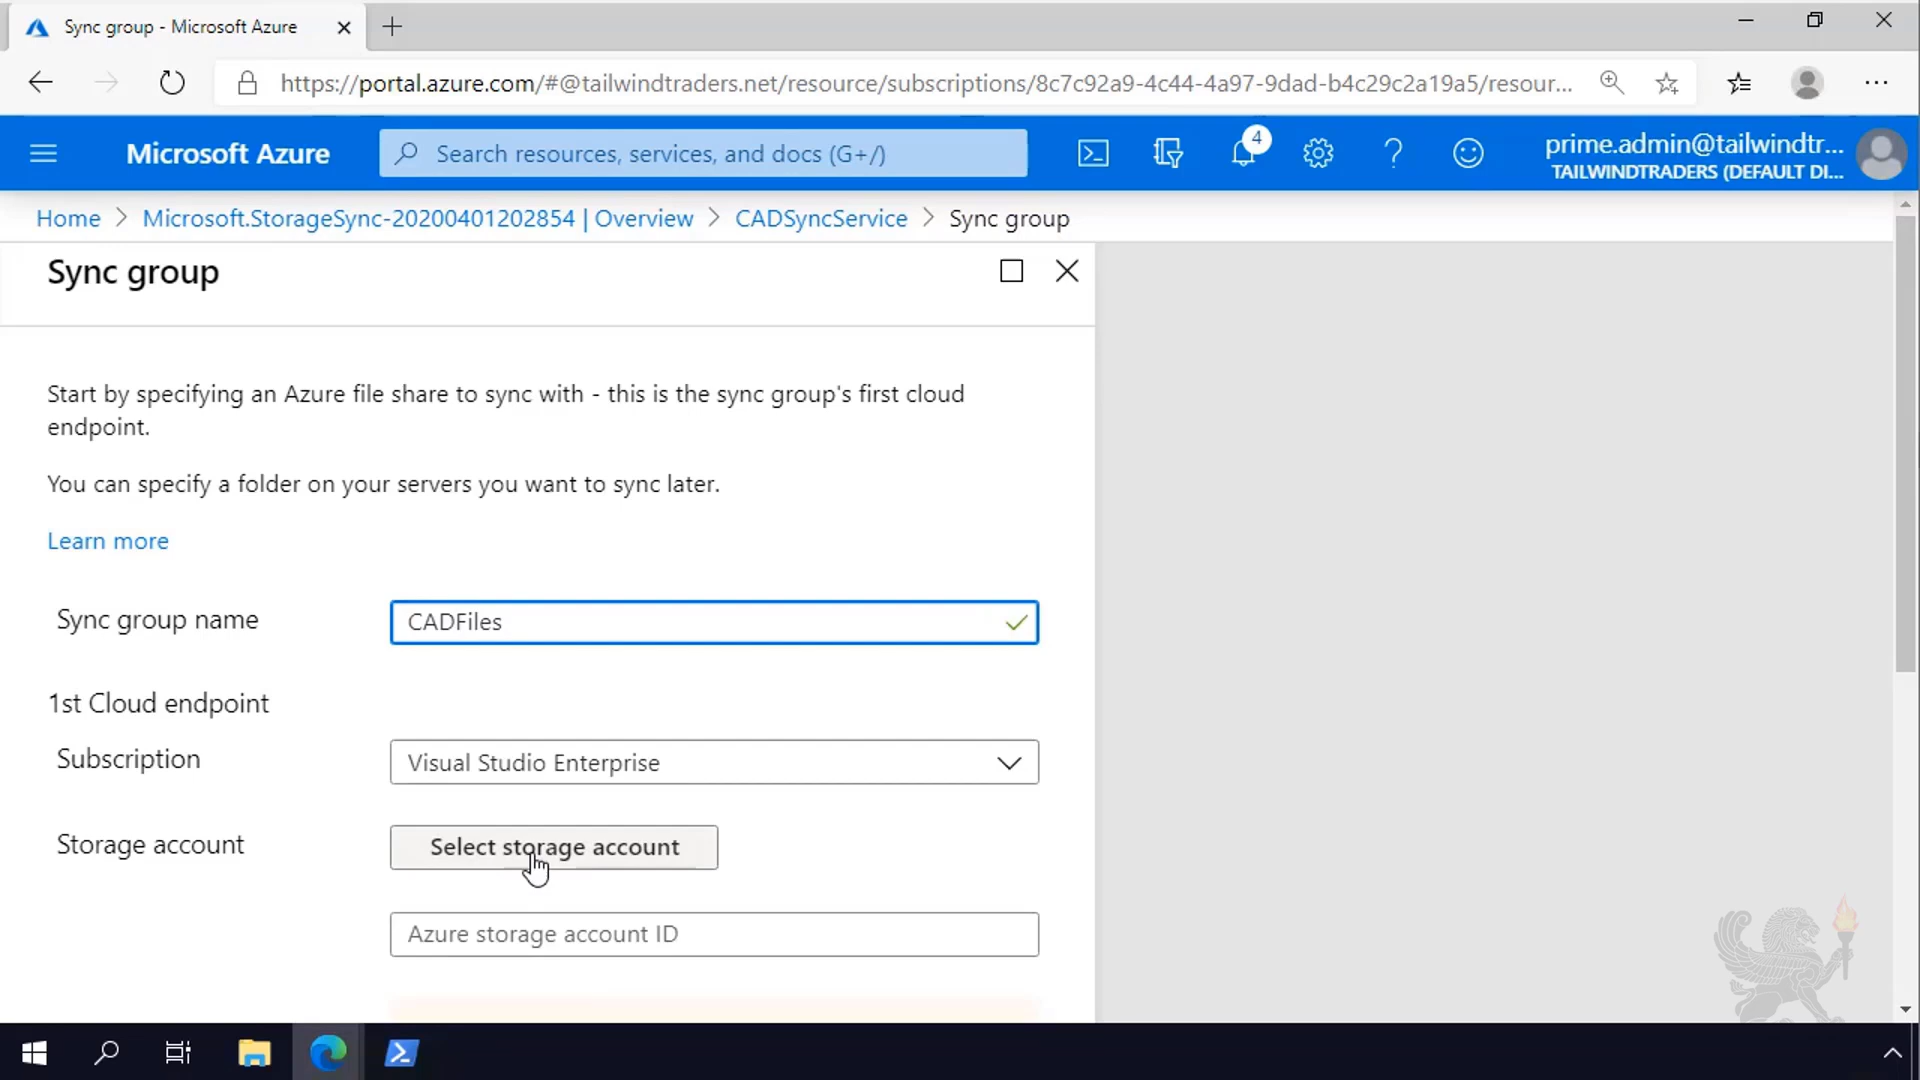 Sync group - Microsoft Azure
https://portal.azure.com/#@tailwindtraders.net/resource/subscriptions/8c7c92a9-4c44-4a97-9dad-b4c29c2a19a5/resour...
Microsoft Azure
Search resources, services, and docs (G+/)
4
prime.admin@tailwindtr...
TAILWINDTRADERS (DEFAULT DI...
Home > Microsoft.StorageSync-20200401202854 | Overview > CADSyncService > Sync group
Sync group
Start by specifying an Azure file share to sync with - this is the sync group's first cloud
endpoint.
You can specify a folder on your servers you want to sync later.
Learn more
Sync group name
CADFiles
1st Cloud endpoint
Subscription
Visual Studio Enterprise
Storage account
Select storage account
Azure storage account ID